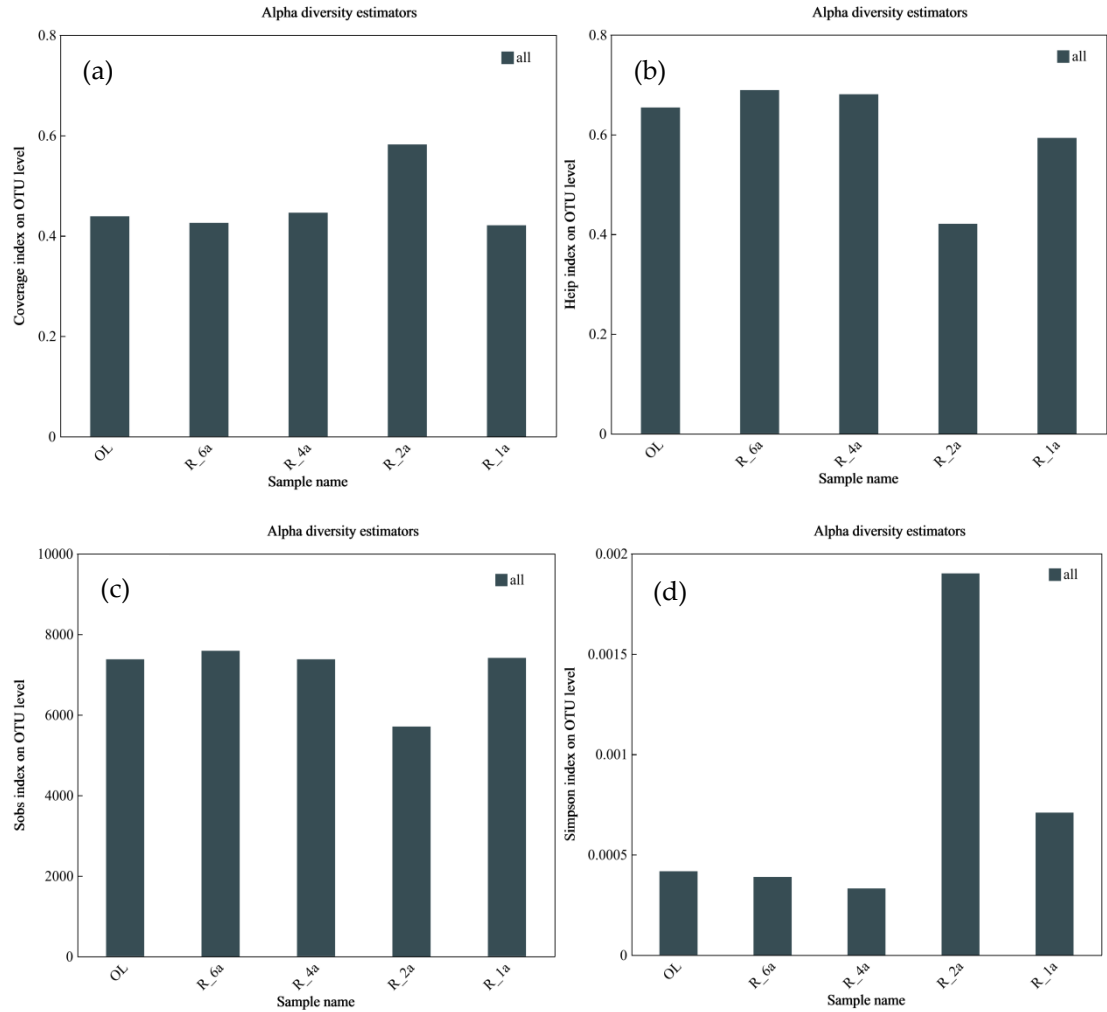 Alpha diversity estimators
(a)
all
Coverage index on OTU level
0.8
0.6
0.4
0.2
0
OL
R_6a
R_4a
R_2a
R_1a
Sample name
Alpha diversity estimators
(b)
all
Heip index on OTU level
0.8
0.6
0.4
0.2
0
OL
R_6a
R_4a
R_2a
R_1a
Sample name
Alpha diversity estimators
(c)
all
Sobs index on OTU level
10000
8000
6000
4000
2000
0
OL
R_6a
R_4a
R_2a
R_1a
Sample name
Alpha diversity estimators
(d)
all
Simpson index on OTU level
0.002
0.0015
0.001
0.0005
0
OL
R_6a
R_4a
R_2a
R_1a
Sample name